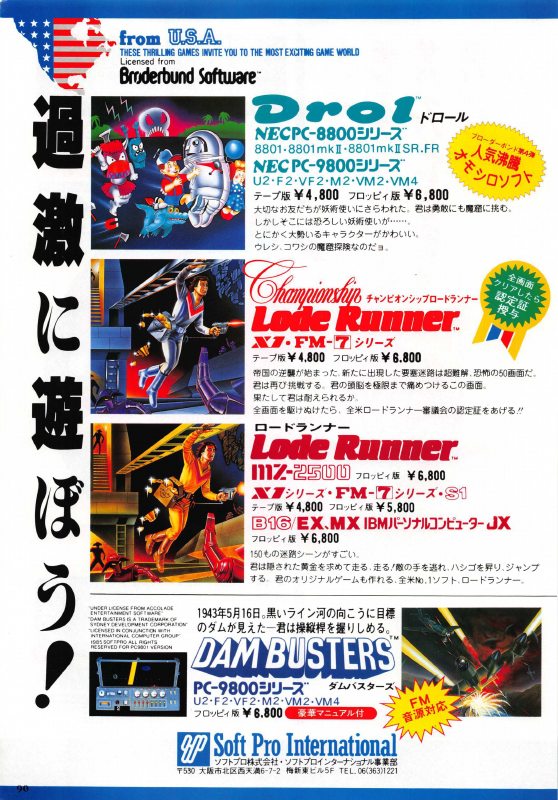 from U.S.A.
THESE THRILLING GAMES INVITE YOU TO THE MOST EXCITING GAME WORLD
Licensed from
Brøderbund Software™
過激に遊ぼう!
Drol™ ドロール
NEC PC-8800シリーズ
8801・8801mkⅡ・8801mkⅡSR.FR
NEC PC-9800シリーズ
U2・F2・VF2・M2・VM2・VM4
テープ版 ¥4,800 フロッピィ版 ¥6,800
大切なお友だちが妖術使いにさらわれた。君は勇敢にも魔窟に挑む。
しかしそこには恐ろしい妖術使いが……。
とにかく大勢いるキャラクターがかわいい。
ウレシ、コワシの魔窟探険なのだョ。
ブローダーボンド第4弾
人気沸騰
オモシロソフト
Championship チャンピオンシップロードランナー
Lode Runner™
X1・FM-7シリーズ
テープ版 ¥4,800 フロッピィ版 ¥6,800
帝国の逆襲が始まった。新たに出現した要塞迷路は超難解、恐怖の50画面だ。
君は再び挑戦する。君の頭脳を極限まで痛めつけるこの画面。
果たして君は耐えられるか。
全画面を駆けぬけたら、全米ロードランナー審議会の認定証をあげる!!
全画面
クリアしたら
認定証
授与
ロードランナー
Lode Runner™
MZ-2500 フロッピィ版 ¥6,800
X1シリーズ・FM-7シリーズ・S1
テープ版 ¥4,800 フロッピィ版 ¥5,800
B16/EX、MX IBMパーソナルコンピューターJX
フロッピィ版 ¥6,800
150もの迷路シーンがすごい。
君は隠された黄金を求めて走る、走る!敵の手を逃れ、ハシゴを昇り、ジャンプ
する。君のオリジナルゲームも作れる。全米No.1ソフト、ロードランナー。
"UNDER LICENSE FROM ACCOLADE
ENTERTAINMENT SOFTWARE"
"DAM BUSTERS IS A TRADEMARK OF
SYDNEY DEVELOPMENT CORPORATION"
"LICENSED IN CONJUNCTION WITH
INTERNATIONAL COMPUTER GROUP"
1985 SOFTPRO ALL RIGHTS
RESERVED FOR PC9801 VERSION
1943年5月16日。黒いライン河の向こうに目標
のダムが見えた—君は操縦桿を握りしめる。
DAM BUSTERS™
PC-9800シリーズ ダムバスターズ
U2・F2・VF2・M2・VM2・VM4
フロッピィ版 ¥6,800 豪華マニュアル付
FM
音源対応
SP Soft Pro International
ソフトプロ株式会社・ソフトプロインターナショナル事業部
〒530 大阪市北区西天満6-7-2 梅新東ビル5F TEL.06(363)1221
90